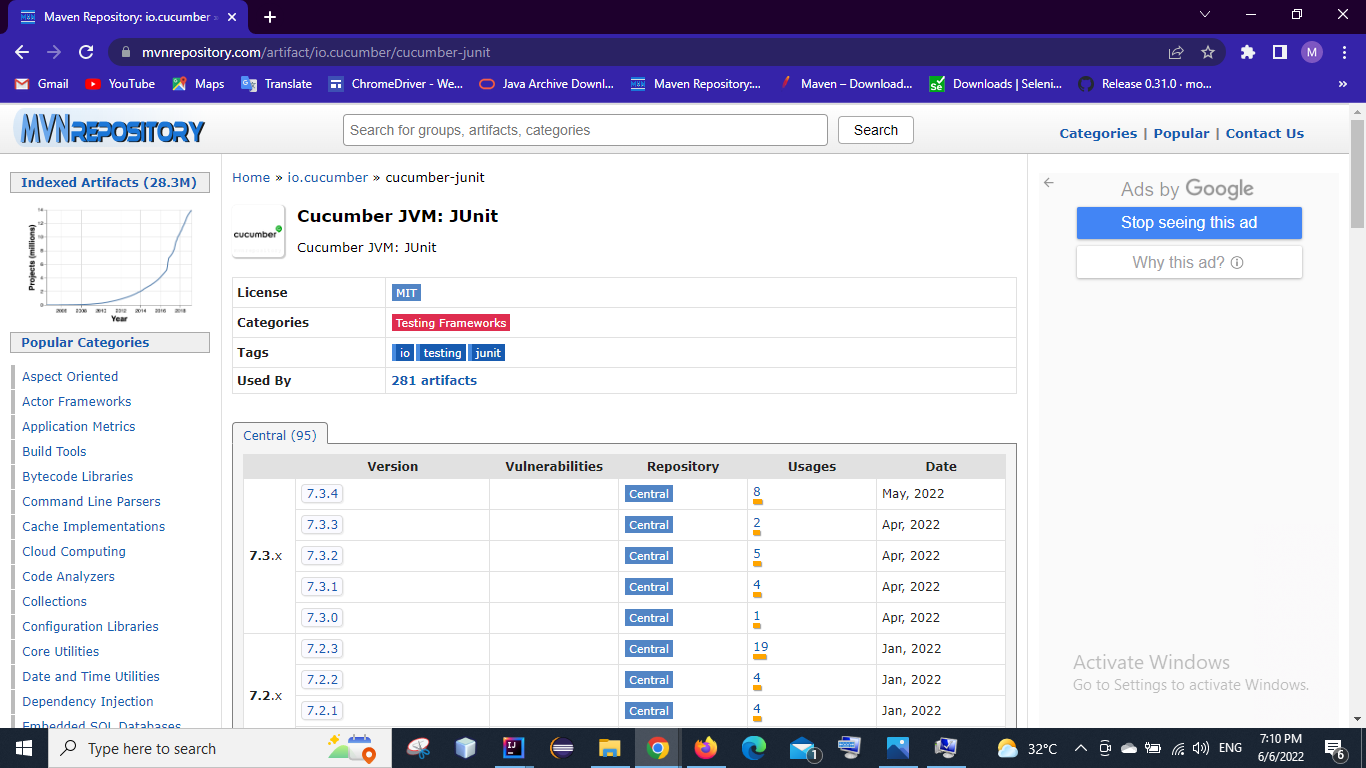 Maven Repository: io.cucumber »
mvnrepository.com/artifact/io.cucumber/cucumber-junit
M
Gmail YouTube Maps Translate ChromeDriver - We... Java Archive Downl... Maven Repository:... Maven – Download... Downloads | Seleni... Release 0.31.0 · mo... »
MVNREPOSITORY
Search for groups, artifacts, categories
Search
Categories | Popular | Contact Us
Indexed Artifacts (28.3M)
Projects (millions)
Year
Popular Categories
Aspect Oriented
Actor Frameworks
Application Metrics
Build Tools
Bytecode Libraries
Command Line Parsers
Cache Implementations
Cloud Computing
Code Analyzers
Collections
Configuration Libraries
Core Utilities
Date and Time Utilities
Dependency Injection
Embedded SQL Databases
Home » io.cucumber » cucumber-junit
cucumber
Cucumber JVM: JUnit
Cucumber JVM: JUnit
License MIT
Categories Testing Frameworks
Tags io testing junit
Used By 281 artifacts
Central (95)
Version Vulnerabilities Repository Usages Date
7.3.x
7.3.4 Central 8 May, 2022
7.3.3 Central 2 Apr, 2022
7.3.2 Central 5 Apr, 2022
7.3.1 Central 4 Apr, 2022
7.3.0 Central 1 Apr, 2022
7.2.x
7.2.3 Central 19 Jan, 2022
7.2.2 Central 4 Jan, 2022
7.2.1 Central 4 Jan, 2022
Ads by Google
Stop seeing this ad
Why this ad?
Activate Windows
Go to Settings to activate Windows.
Type here to search
IJ
1
32°C
ENG
7:10 PM
6/6/2022
6